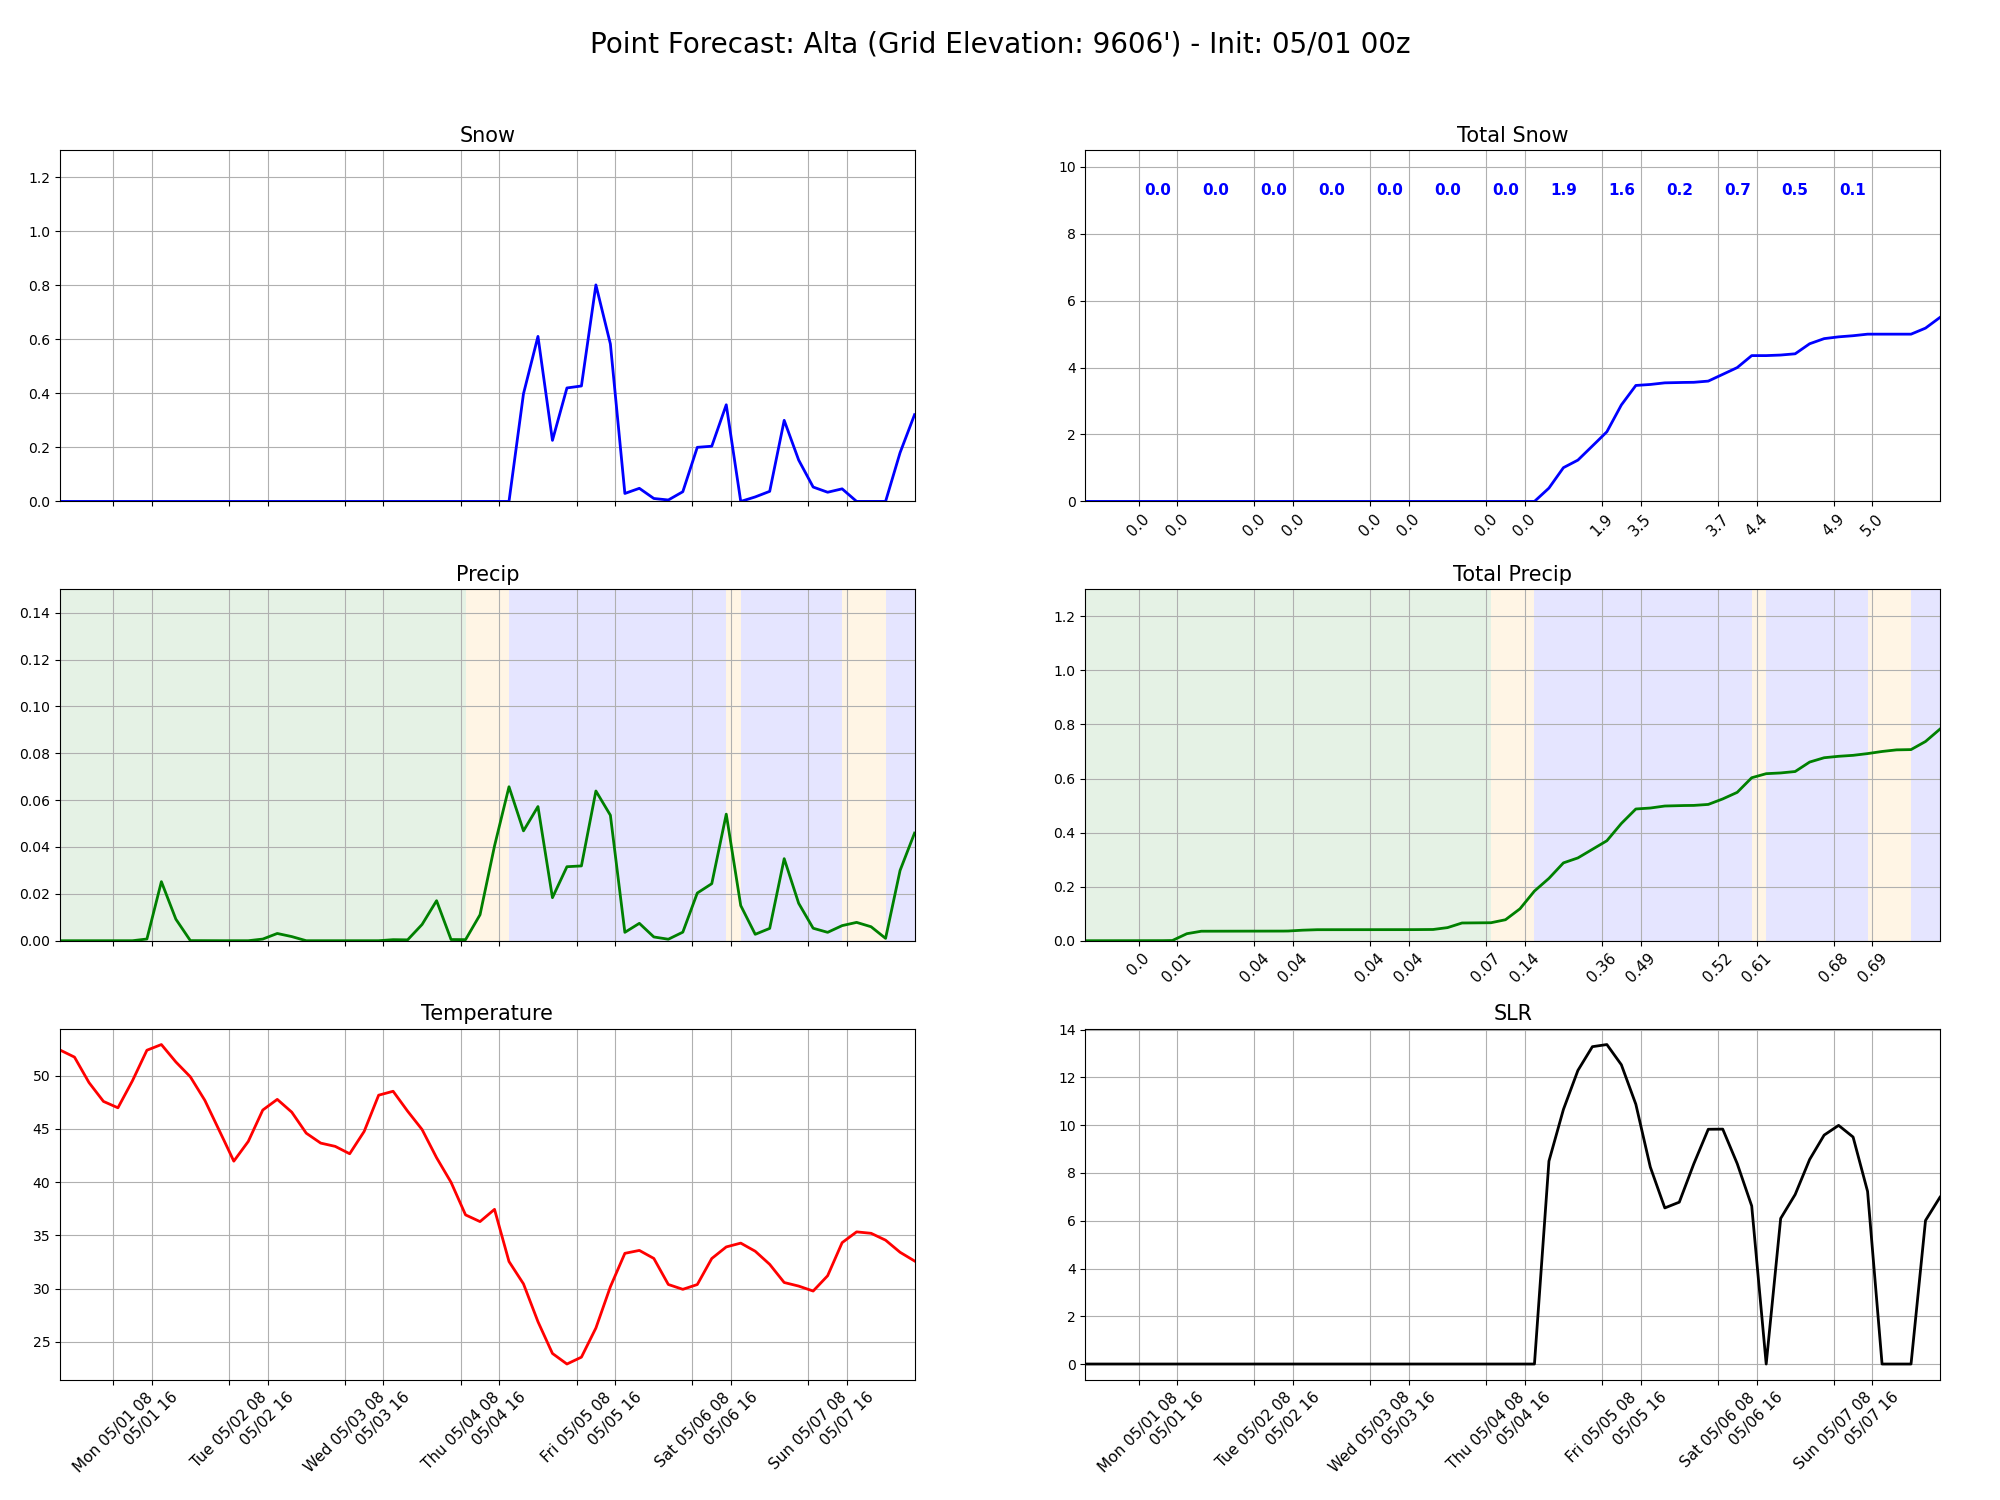 Point Forecast: Alta (Grid Elevation: 9606') - Init: 05/01 00z
Snow
1.2
1.0
0.8
0.6
0.4
0.2
0.0
Total Snow
10
8
6
4
2
0
0.0 0.0 0.0 0.0 0.0 0.0 0.0 1.9 1.6 0.2 0.7 0.5 0.1
0.0 0.0 0.0 0.0 0.0 0.0 0.0 0.0 1.9 3.5 3.7 4.4 4.9 5.0
Precip
0.14
0.12
0.10
0.08
0.06
0.04
0.02
0.00
Total Precip
1.2
1.0
0.8
0.6
0.4
0.2
0.0
0.0 0.01 0.04 0.04 0.04 0.04 0.07 0.14 0.36 0.49 0.52 0.61 0.68 0.69
Temperature
50
45
40
35
30
25
Mon 05/01 08
05/01 16
Tue 05/02 08
05/02 16
Wed 05/03 08
05/03 16
Thu 05/04 08
05/04 16
Fri 05/05 08
05/05 16
Sat 05/06 08
05/06 16
Sun 05/07 08
05/07 16
SLR
14
12
10
8
6
4
2
0
Mon 05/01 08
05/01 16
Tue 05/02 08
05/02 16
Wed 05/03 08
05/03 16
Thu 05/04 08
05/04 16
Fri 05/05 08
05/05 16
Sat 05/06 08
05/06 16
Sun 05/07 08
05/07 16